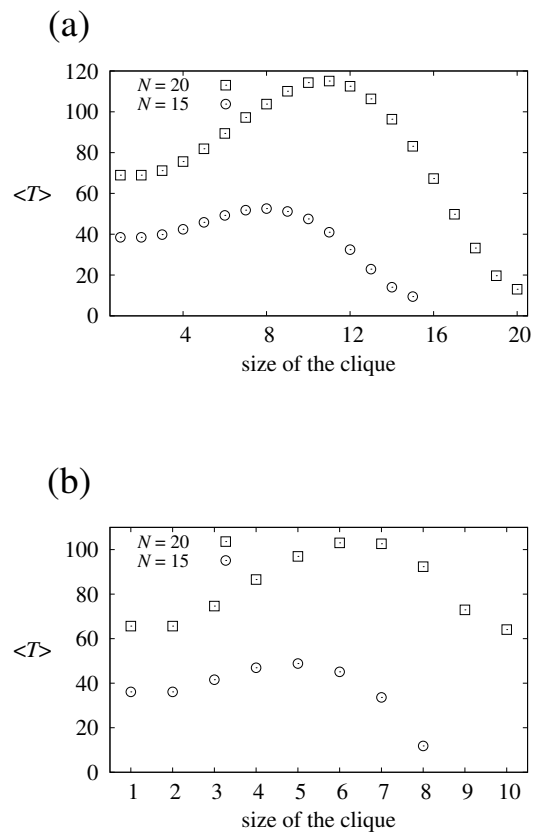 (a)
120
100
80
60
40
20
0
<T>
N = 20
N = 15
4 8 12 16 20
size of the clique
(b)
100
80
60
40
20
0
<T>
N = 20
N = 15
1 2 3 4 5 6 7 8 9 10
size of the clique